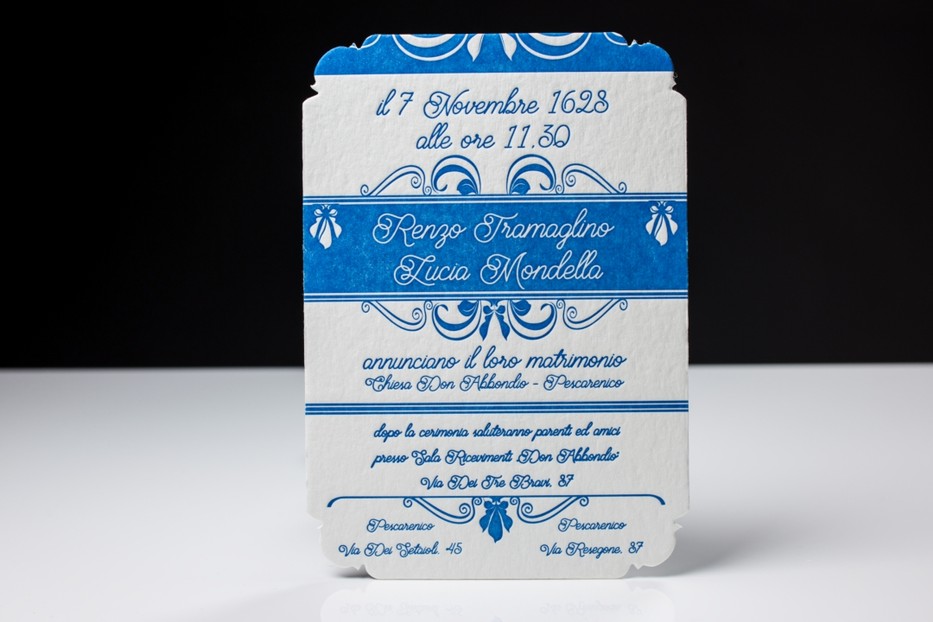 il 7 Novembre 1628
alle ore 11.30
Renzo Tramaglino
Lucia Mondella
annunciano il loro matrimonio
Chiesa Don Abbondio - Pescarenico
dopo la cerimonia saluteranno parenti ed amici
presso Sala Ricevimenti Don Abbondio
Via Dei Tre Bravi, 87
Pescarenico
Via Dei Setaioli, 45
Pescarenico
Via Resegone, 87